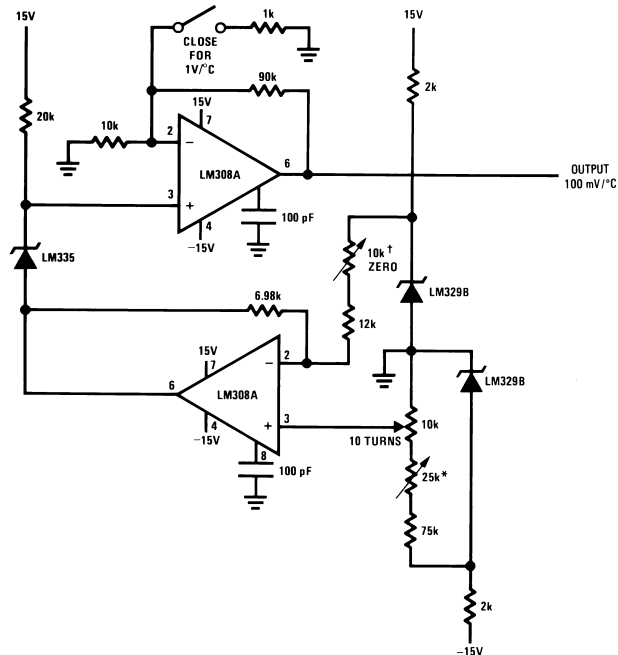 15V
15V
1k
CLOSE
FOR
1V/°C
2k
90k
20k
15V
10k
2
7
−
LM308A
6
OUTPUT
100 mV/°C
3
+
4
100 pF
−15V
10k†
ZERO
LM335
LM329B
6.98k
12k
15V
7
2
−
6
LM308A
LM329B
4
−15V
+
3
10k
10 TURNS
8
100 pF
25k*
75k
2k
−15V